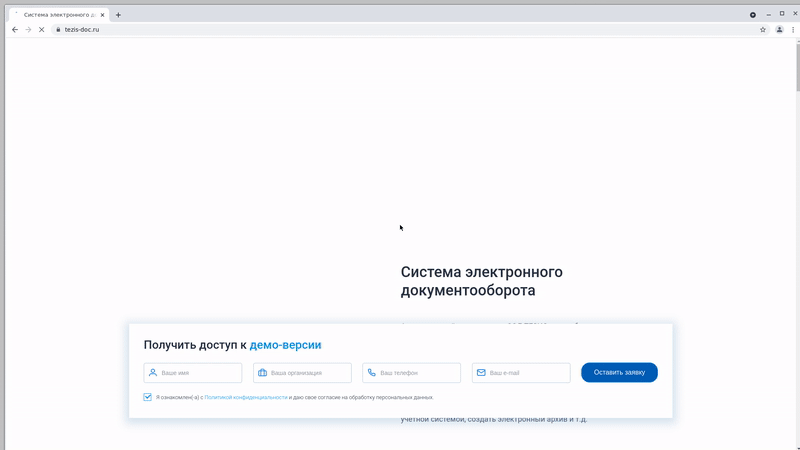 Система электронного д
tezis-doc.ru
Система электронного
документооборота
Получить доступ к демо-версии
Ваше имя
Ваша организация
Ваш телефон
Ваш e-mail
Оставить заявку
Я ознакомлен(-а) с Политикой конфиденциальности и даю свое согласие на обработку персональных данных.
учетной системой, создать электронный архив и т.д.